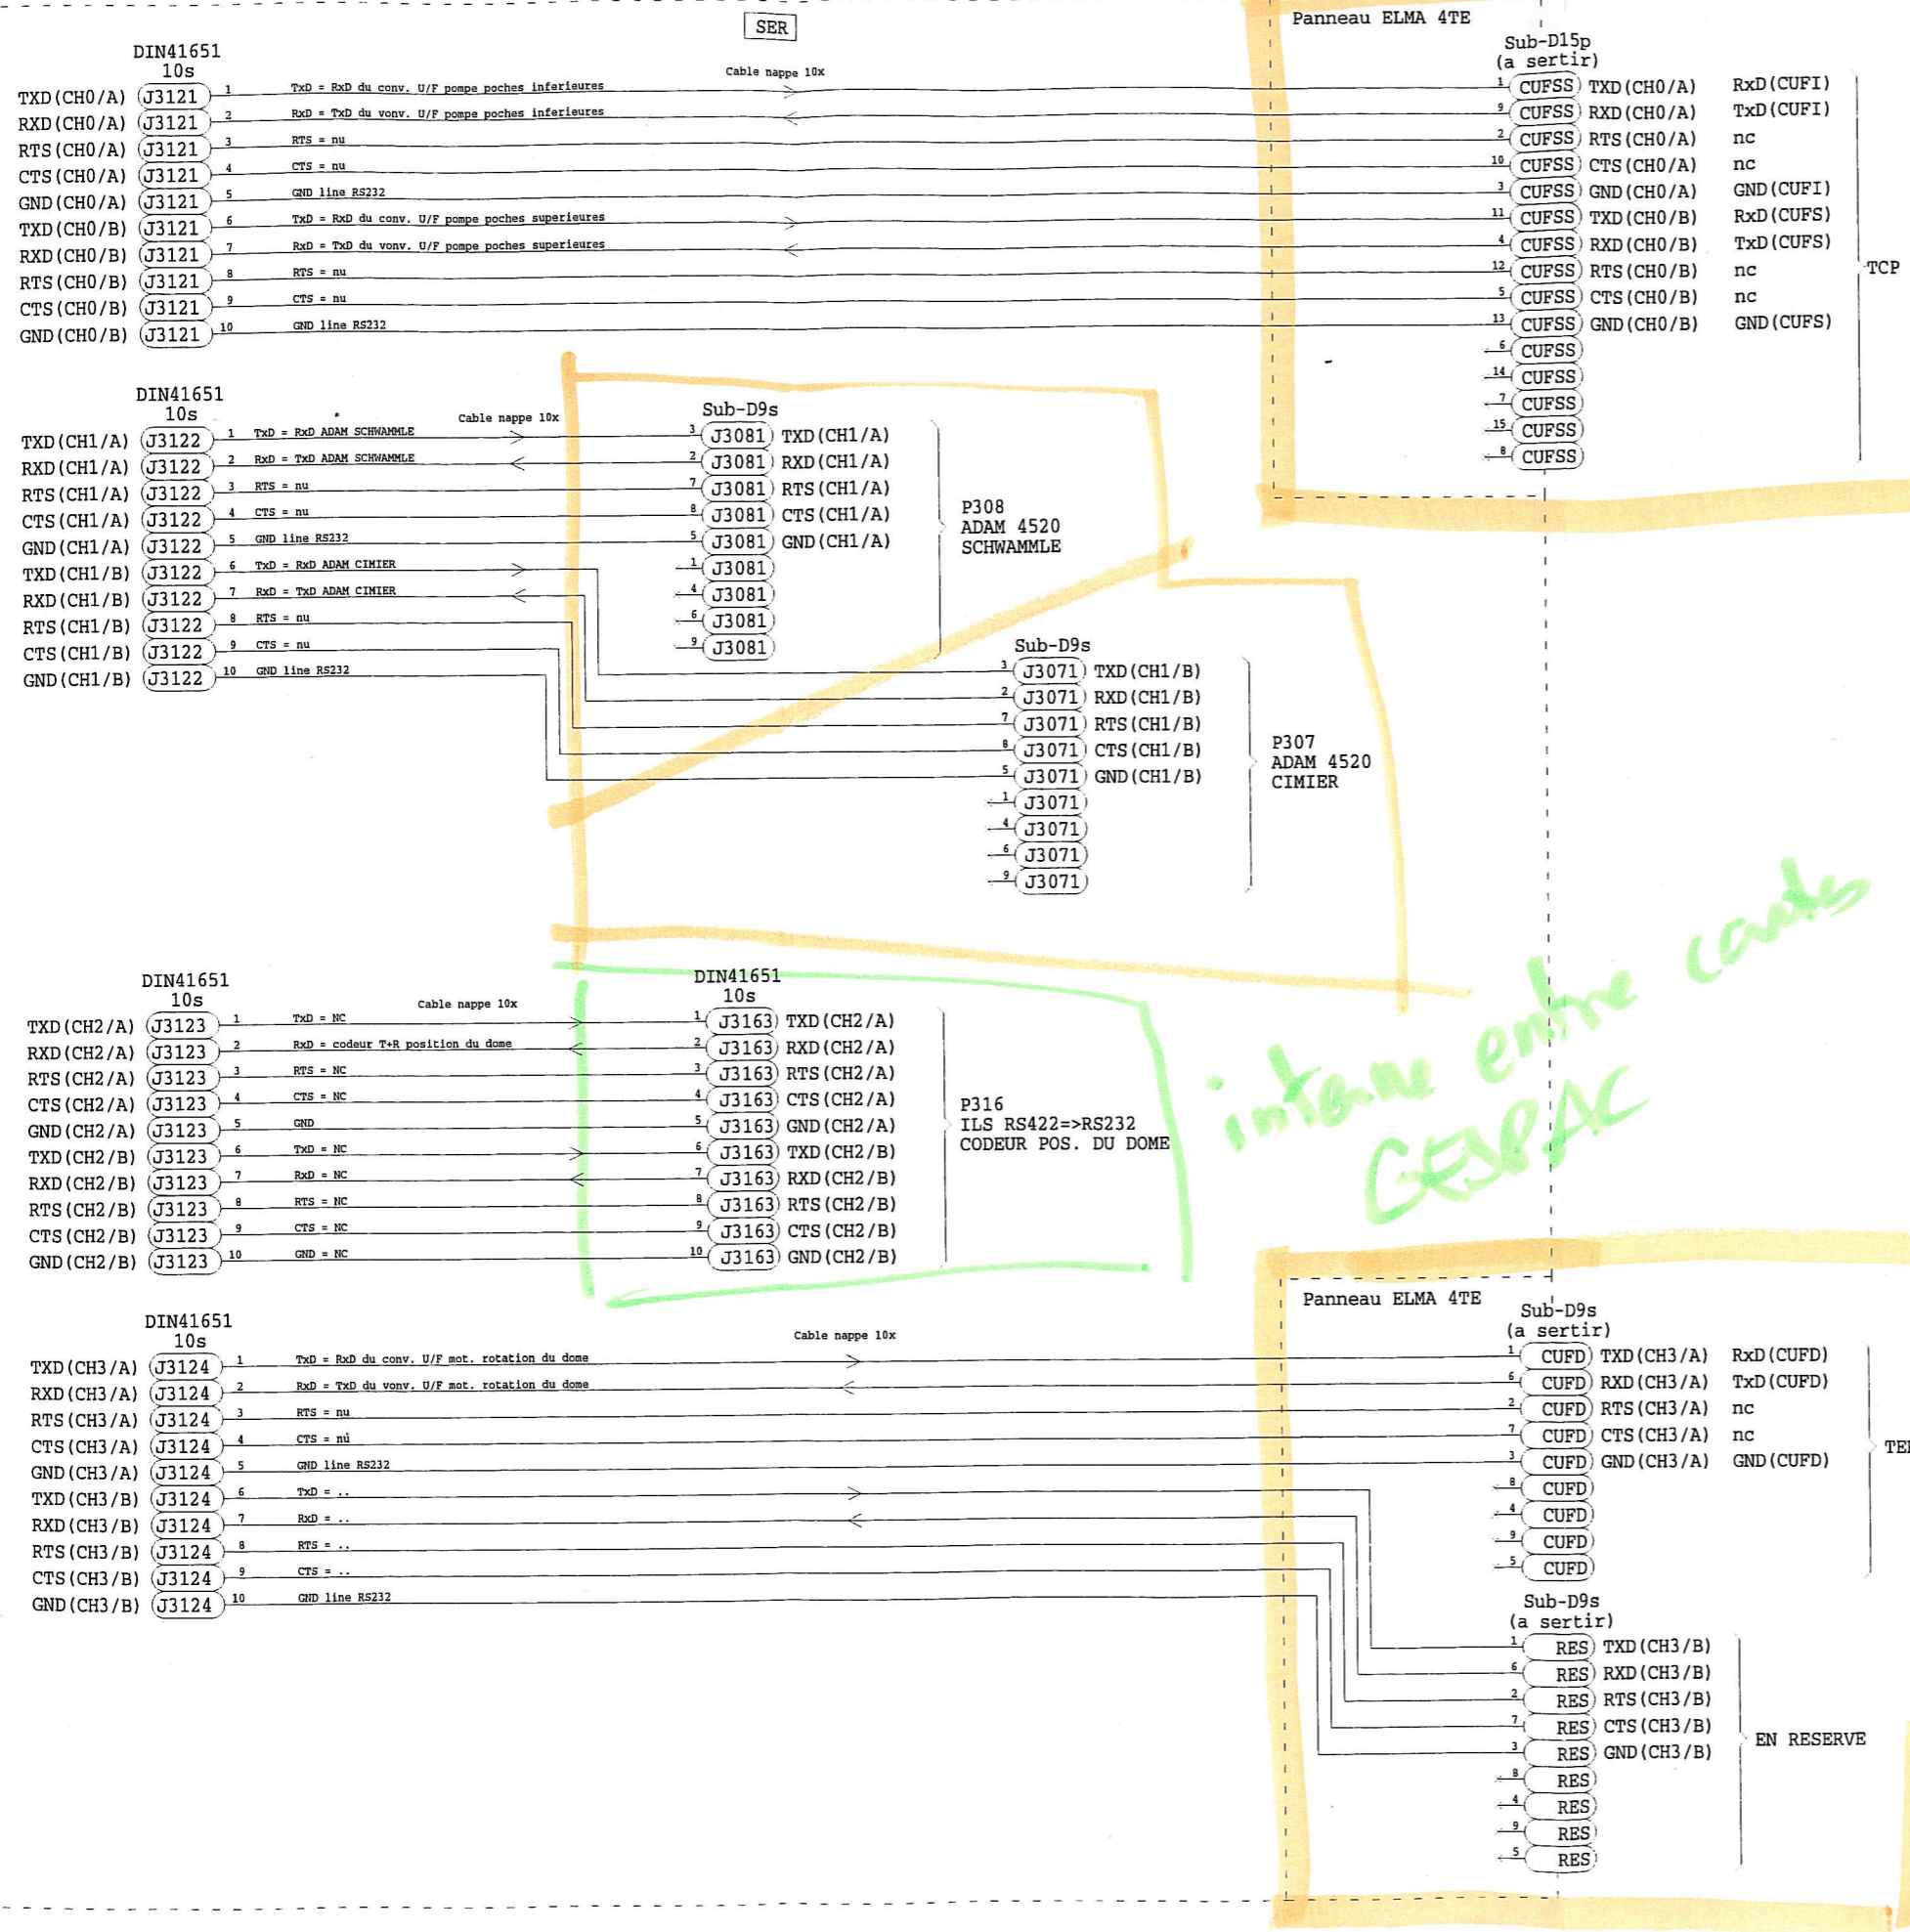 SER
Panneau ELMA 4TE
DIN41651
10s
Cable nappe 10x
Sub-D15p
(a sertir)
TXD(CH0/A) J3121 1 TxD = RxD du conv. U/F pompe poches inferieures 1 CUFSS TXD(CH0/A) RxD(CUFI)
RXD(CH0/A) J3121 2 RxD = TxD du vonv. U/F pompe poches inferieures 9 CUFSS RXD(CH0/A) TxD(CUFI)
RTS(CH0/A) J3121 3 RTS = nu 2 CUFSS RTS(CH0/A) nc
CTS(CH0/A) J3121 4 CTS = nu 10 CUFSS CTS(CH0/A) nc
GND(CH0/A) J3121 5 GND line RS232 3 CUFSS GND(CH0/A) GND(CUFI)
TXD(CH0/B) J3121 6 TxD = RxD du conv. U/F pompe poches superieures 11 CUFSS TXD(CH0/B) RxD(CUFS)
RXD(CH0/B) J3121 7 RxD = TxD du vonv. U/F pompe poches superieures 4 CUFSS RXD(CH0/B) TxD(CUFS)
RTS(CH0/B) J3121 8 RTS = nu 12 CUFSS RTS(CH0/B) nc
TCP
CTS(CH0/B) J3121 9 CTS = nu 5 CUFSS CTS(CH0/B) nc
GND(CH0/B) J3121 10 GND line RS232 13 CUFSS GND(CH0/B) GND(CUFS)
6 CUFSS
14 CUFSS
7 CUFSS
15 CUFSS
8 CUFSS
DIN41651
10s
Cable nappe 10x
Sub-D9s
TXD(CH1/A) J3122 1 TxD = RxD ADAM SCHWAMMLE 3 J3081 TXD(CH1/A)
RXD(CH1/A) J3122 2 RxD = TxD ADAM SCHWAMMLE 2 J3081 RXD(CH1/A)
RTS(CH1/A) J3122 3 RTS = nu 7 J3081 RTS(CH1/A)
CTS(CH1/A) J3122 4 CTS = nu 8 J3081 CTS(CH1/A)
GND(CH1/A) J3122 5 GND line RS232 5 J3081 GND(CH1/A)
P308
ADAM 4520
SCHWAMMLE
TXD(CH1/B) J3122 6 TxD = RxD ADAM CIMIER 1 J3081
RXD(CH1/B) J3122 7 RxD = TxD ADAM CIMIER 4 J3081
RTS(CH1/B) J3122 8 RTS = nu 6 J3081
CTS(CH1/B) J3122 9 CTS = nu 9 J3081
GND(CH1/B) J3122 10 GND line RS232
Sub-D9s
3 J3071 TXD(CH1/B)
2 J3071 RXD(CH1/B)
7 J3071 RTS(CH1/B)
8 J3071 CTS(CH1/B)
5 J3071 GND(CH1/B)
1 J3071
4 J3071
6 J3071
9 J3071
P307
ADAM 4520
CIMIER
DIN41651
10s
Cable nappe 10x
DIN41651
10s
TXD(CH2/A) J3123 1 TxD = NC 1 J3163 TXD(CH2/A)
RXD(CH2/A) J3123 2 RxD = codeur T+R position du dome 2 J3163 RXD(CH2/A)
RTS(CH2/A) J3123 3 RTS = NC 3 J3163 RTS(CH2/A)
CTS(CH2/A) J3123 4 CTS = NC 4 J3163 CTS(CH2/A)
GND(CH2/A) J3123 5 GND 5 J3163 GND(CH2/A)
TXD(CH2/B) J3123 6 TxD = NC 6 J3163 TXD(CH2/B)
RXD(CH2/B) J3123 7 RxD = NC 7 J3163 RXD(CH2/B)
RTS(CH2/B) J3123 8 RTS = NC 8 J3163 RTS(CH2/B)
CTS(CH2/B) J3123 9 CTS = NC 9 J3163 CTS(CH2/B)
GND(CH2/B) J3123 10 GND = NC 10 J3163 GND(CH2/B)
P316
ILS RS422=>RS232
CODEUR POS. DU DOME
interne entre cartes
GESPAC
DIN41651
10s
Cable nappe 10x
Panneau ELMA 4TE
Sub-D9s
(a sertir)
TXD(CH3/A) J3124 1 TxD = RxD du conv. U/F mot. rotation du dome 1 CUFD TXD(CH3/A) RxD(CUFD)
RXD(CH3/A) J3124 2 RxD = TxD du vonv. U/F mot. rotation du dome 6 CUFD RXD(CH3/A) TxD(CUFD)
RTS(CH3/A) J3124 3 RTS = nu 2 CUFD RTS(CH3/A) nc
CTS(CH3/A) J3124 4 CTS = nu 7 CUFD CTS(CH3/A) nc
GND(CH3/A) J3124 5 GND line RS232 3 CUFD GND(CH3/A) GND(CUFD)
TXD(CH3/B) J3124 6 TxD = .. 8 CUFD
RXD(CH3/B) J3124 7 RxD = .. 4 CUFD
RTS(CH3/B) J3124 8 RTS = .. 9 CUFD
CTS(CH3/B) J3124 9 CTS = .. 5 CUFD
GND(CH3/B) J3124 10 GND line RS232
Sub-D9s
(a sertir)
1 RES TXD(CH3/B)
6 RES RXD(CH3/B)
2 RES RTS(CH3/B)
7 RES CTS(CH3/B)
3 RES GND(CH3/B)
EN RESERVE
8 RES
4 RES
9 RES
5 RES